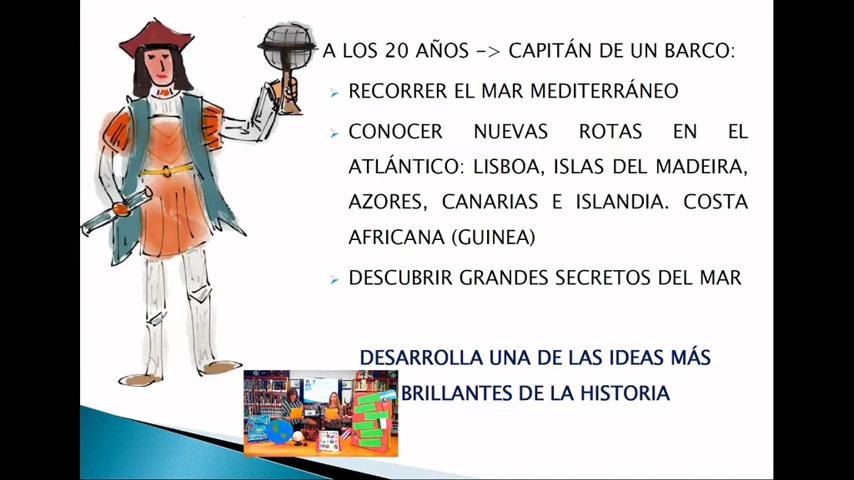 A LOS 20 AÑOS -> CAPITÁN DE UN BARCO:
RECORRER EL MAR MEDITERRÁNEO
CONOCER NUEVAS ROTAS EN EL
ATLÁNTICO: LISBOA, ISLAS DEL MADEIRA,
AZORES, CANARIAS E ISLANDIA. COSTA
AFRICANA (GUINEA)
DESCUBRIR GRANDES SECRETOS DEL MAR
DESARROLLA UNA DE LAS IDEAS MÁS
BRILLANTES DE LA HISTORIA